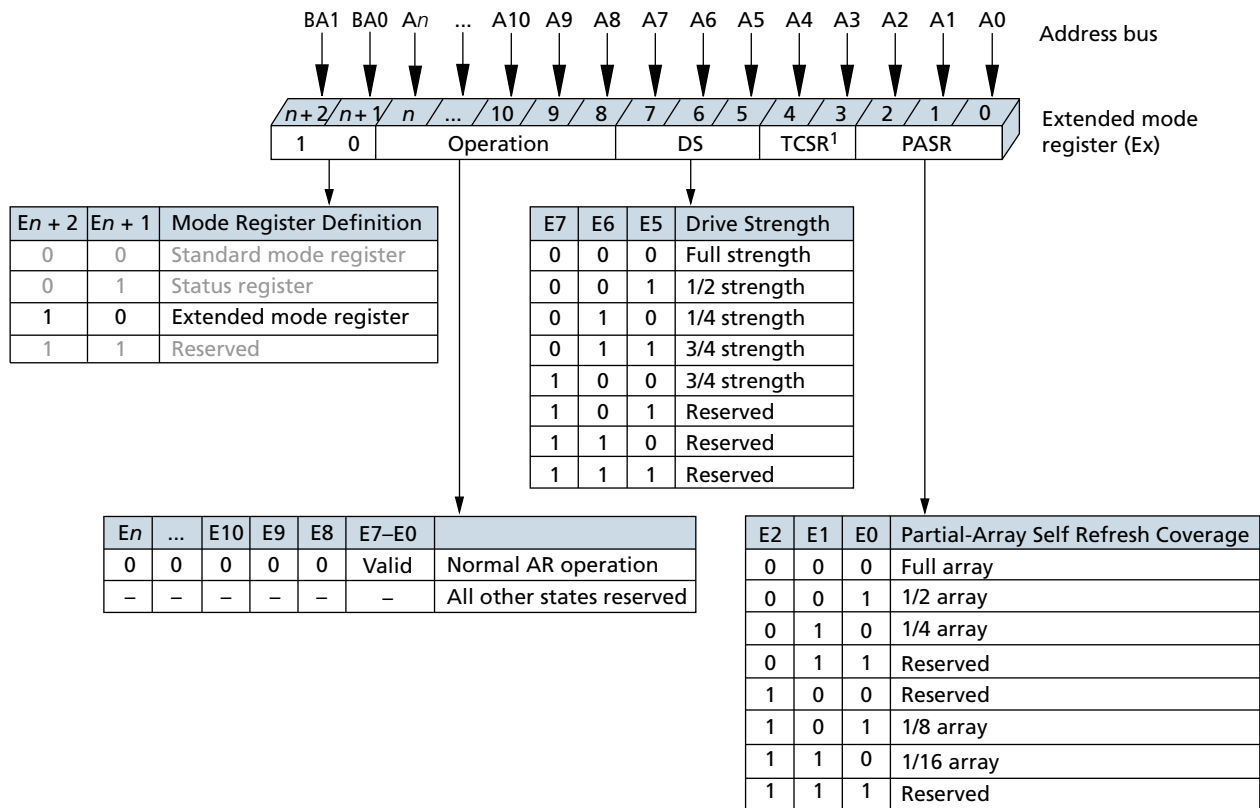 BA1 BA0 An ... A10 A9 A8 A7 A6 A5 A4 A3 A2 A1 A0
Address bus
n + 2 n + 1 n ... 10 9 8 7 6 5 4 3 2 1 0
Extended mode
register (Ex)
1 0 Operation DS TCSR1 PASR
En + 2 En + 1 Mode Register Definition
0 0 Standard mode register
0 1 Status register
1 0 Extended mode register
1 1 Reserved
E7 E6 E5 Drive Strength
0 0 0 Full strength
0 0 1 1/2 strength
0 1 0 1/4 strength
0 1 1 3/4 strength
1 0 0 3/4 strength
1 0 1 Reserved
1 1 0 Reserved
1 1 1 Reserved
En ... E10 E9 E8 E7–E0
0 0 0 0 0 Valid Normal AR operation
– – – – – – All other states reserved
E2 E1 E0 Partial-Array Self Refresh Coverage
0 0 0 Full array
0 0 1 1/2 array
0 1 0 1/4 array
0 1 1 Reserved
1 0 0 Reserved
1 0 1 1/8 array
1 1 0 1/16 array
1 1 1 Reserved